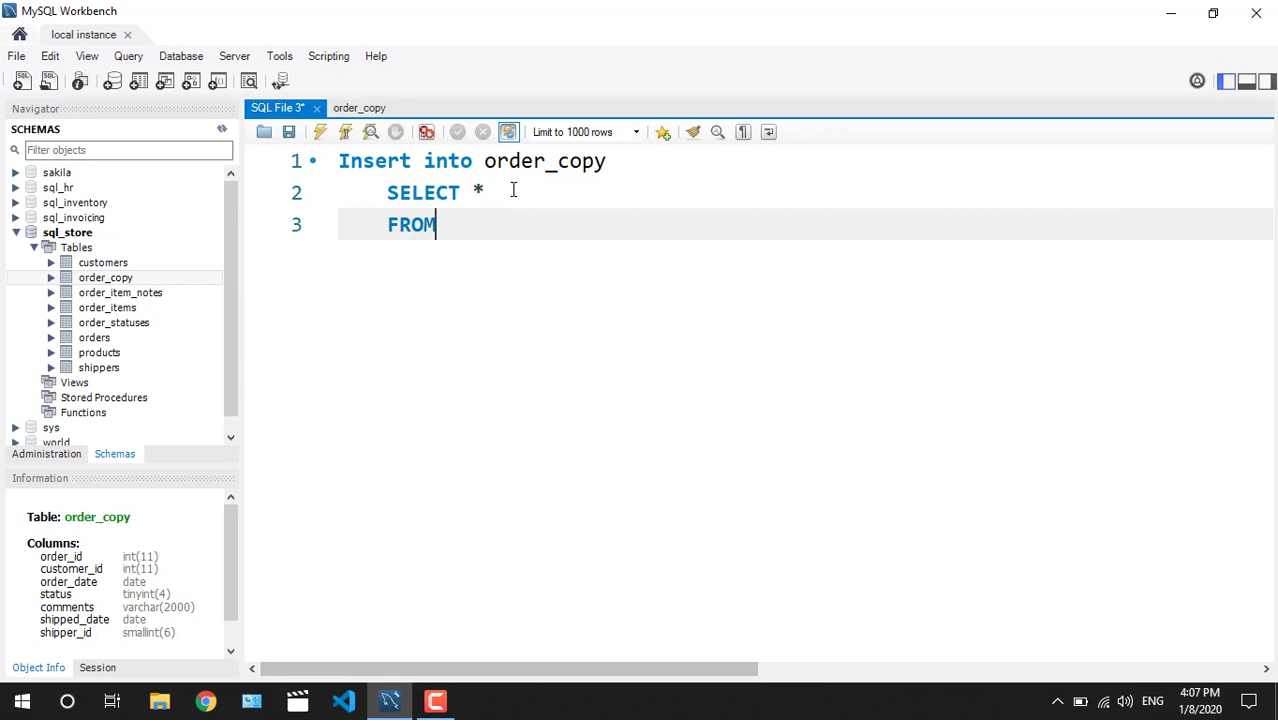 MySQL Workbench
local instance
File Edit View Query Database Server Tools Scripting Help
Navigator
SCHEMAS
Filter objects
sakila
sql_hr
sql_inventory
sql_invoicing
sql_store
Tables
customers
order_copy
order_item_notes
order_items
order_statuses
orders
products
shippers
Views
Stored Procedures
Functions
sys
world
Administration Schemas
Information
Table: order_copy
Columns:
order_id int(11)
customer_id int(11)
order_date date
status tinyint(4)
comments varchar(2000)
shipped_date date
shipper_id smallint(6)
Object Info Session
SQL File 3* order_copy
Limit to 1000 rows
1 Insert into order_copy
2 SELECT *
3 FROM
ENG
4:07 PM
1/8/2020